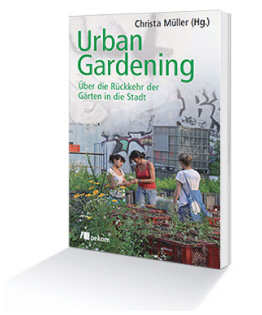 Christa Müller (Hg.)
Urban
Gardening
Über die Rückkehr der
Gärten in die Stadt
oekom